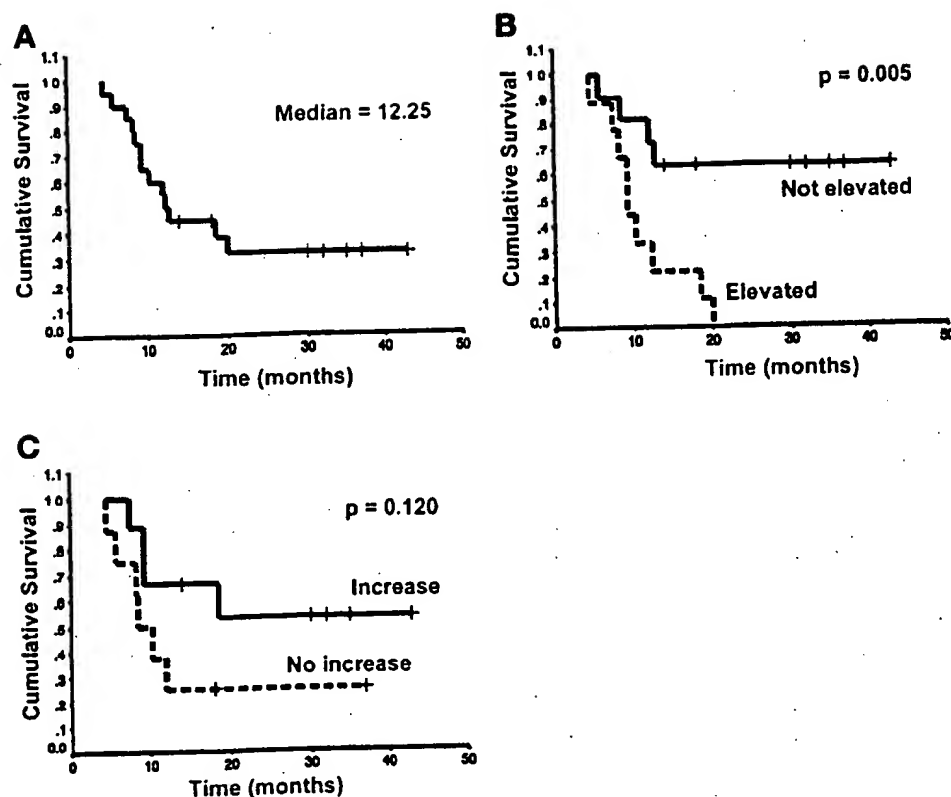 A
1.1
1.0
.9
.8
.7
.6
.5
.4
.3
.2
.1
0.0
Cumulative Survival
Median = 12.25
0 10 20 30 40 50
Time (months)
B
1.1
1.0
.9
.8
.7
.6
.5
.4
.3
.2
.1
0.0
Cumulative Survival
p = 0.005
Not elevated
Elevated
0 10 20 30 40 50
Time (months)
C
1.1
1.0
.9
.8
.7
.6
.5
.4
.3
.2
.1
0.0
Cumulative Survival
p = 0.120
Increase
No increase
0 10 20 30 40 50
Time (months)